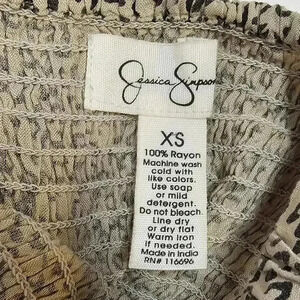 Jessica Simpson
XS
100% Rayon
Machine wash
cold with
like colors.
Use soap
or mild
detergent.
Do not bleach.
Line dry
or dry flat
Warm iron
if needed.
Made in India
RN# 116696